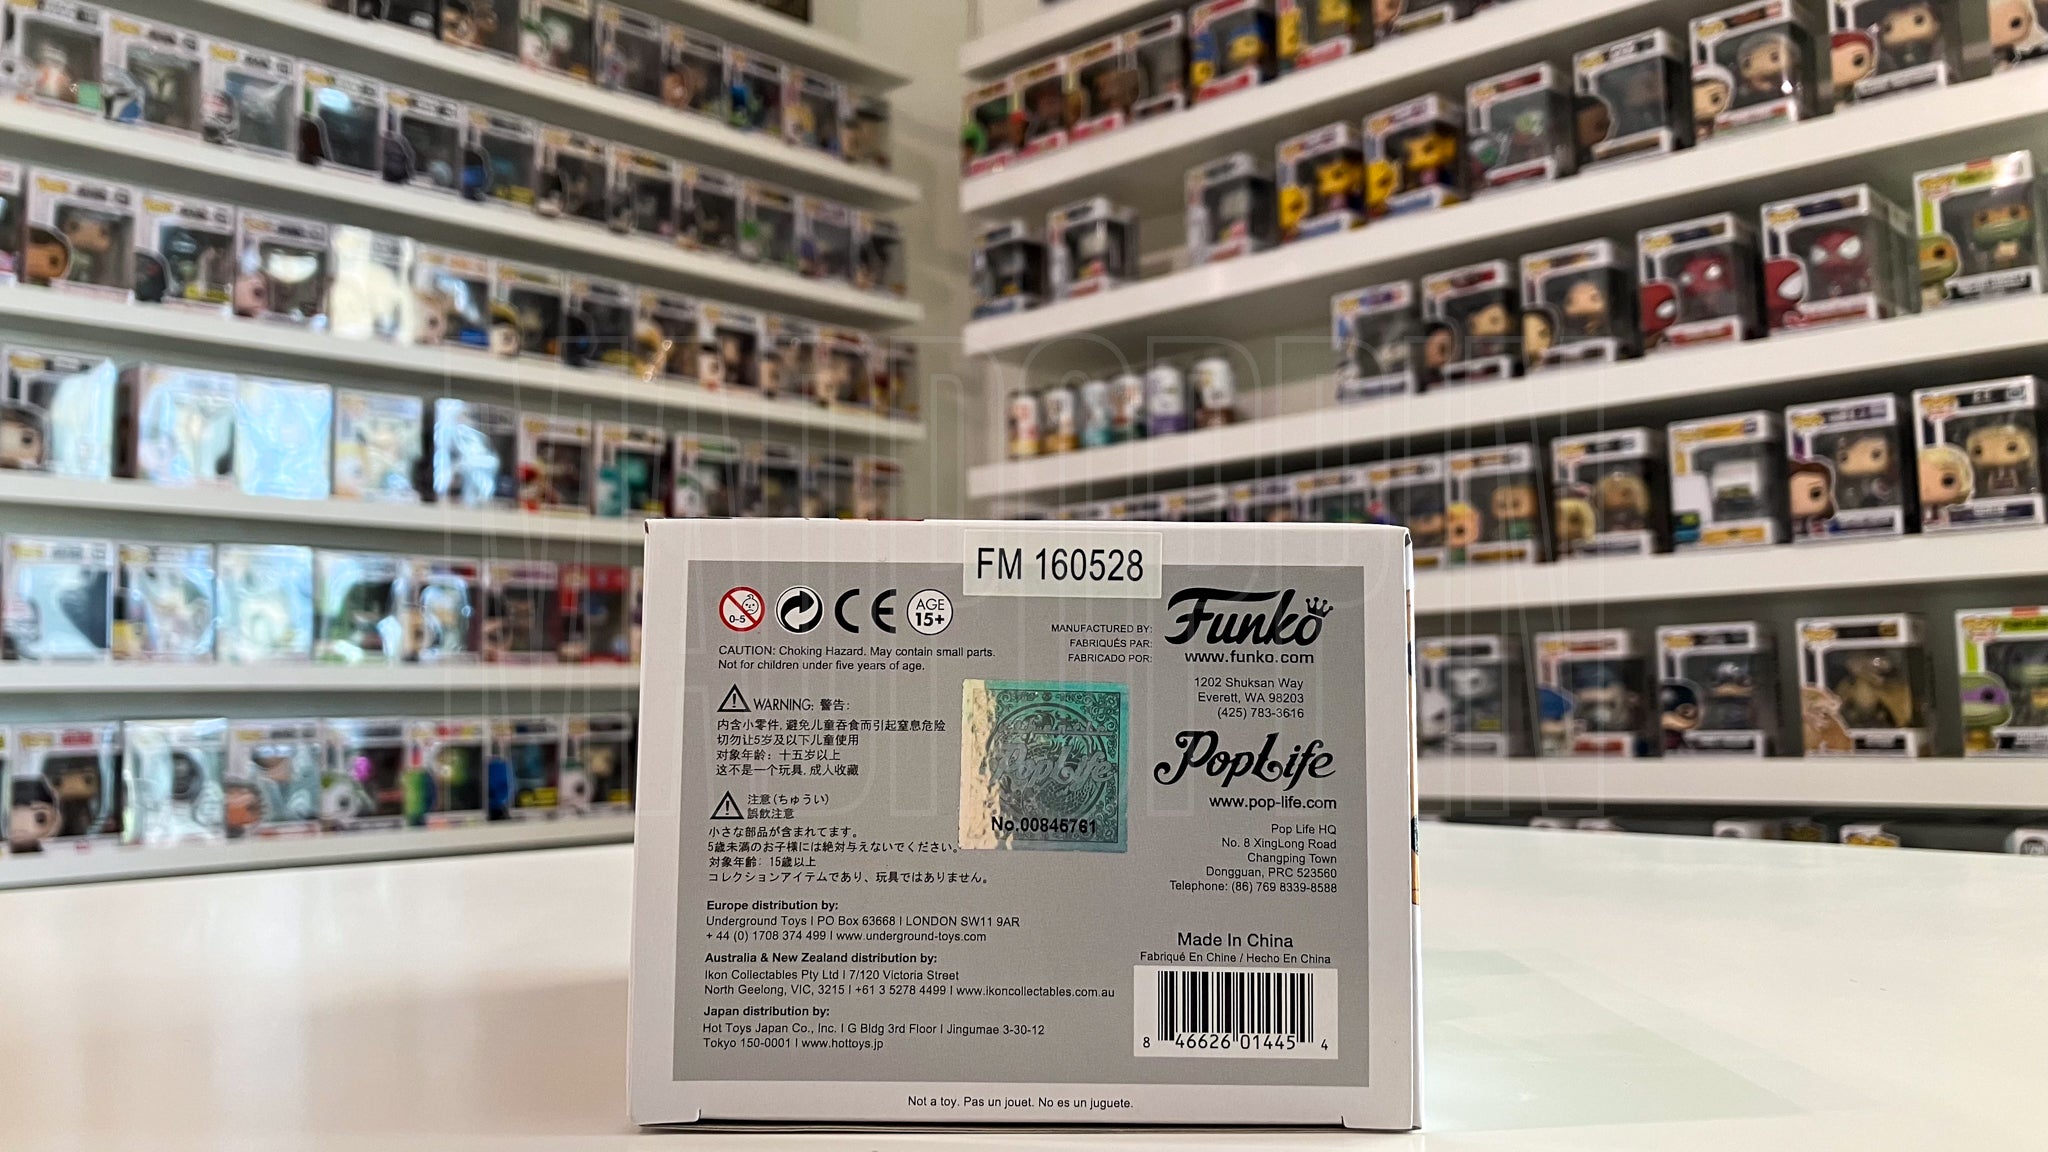 FM 160528
0-5
CE
AGE
15+
CAUTION: Choking Hazard. May contain small parts.
Not for children under five years of age.
WARNING: 警告:
内含小零件, 避免儿童吞食而引起窒息危险
切勿让5岁及以下儿童使用
对象年龄: 十五岁以上
这不是一个玩具, 成人收藏
注意(ちゅうい)
誤飲注意
小さな部品が含まれてます。
5歳未満のお子様には絶対与えないでください。
対象年齢: 15歳以上
コレクションアイテムであり、玩具ではありません。
Europe distribution by:
Underground Toys I PO Box 63668 I LONDON SW11 9AR
+ 44 (0) 1708 374 499 I www.underground-toys.com
Australia & New Zealand distribution by:
Ikon Collectables Pty Ltd I 7/120 Victoria Street
North Geelong, VIC, 3215 I +61 3 5278 4499 I www.ikoncollectables.com.au
Japan distribution by:
Hot Toys Japan Co., Inc. I G Bldg 3rd Floor I Jingumae 3-30-12
Tokyo 150-0001 I www.hottoys.jp
PopLife
No.00846761
MANUFACTURED BY:
FABRIQUÉS PAR:
FABRICADO POR:
Funko
www.funko.com
1202 Shuksan Way
Everett, WA 98203
(425) 783-3616
PopLife
www.pop-life.com
Pop Life HQ
No. 8 XingLong Road
Changping Town
Dongguan, PRC 523560
Telephone: (86) 769 8339-8588
Made In China
Fabriqué En Chine / Hecho En China
8 46626 01445 4
Not a toy. Pas un jouet. No es un juguete.